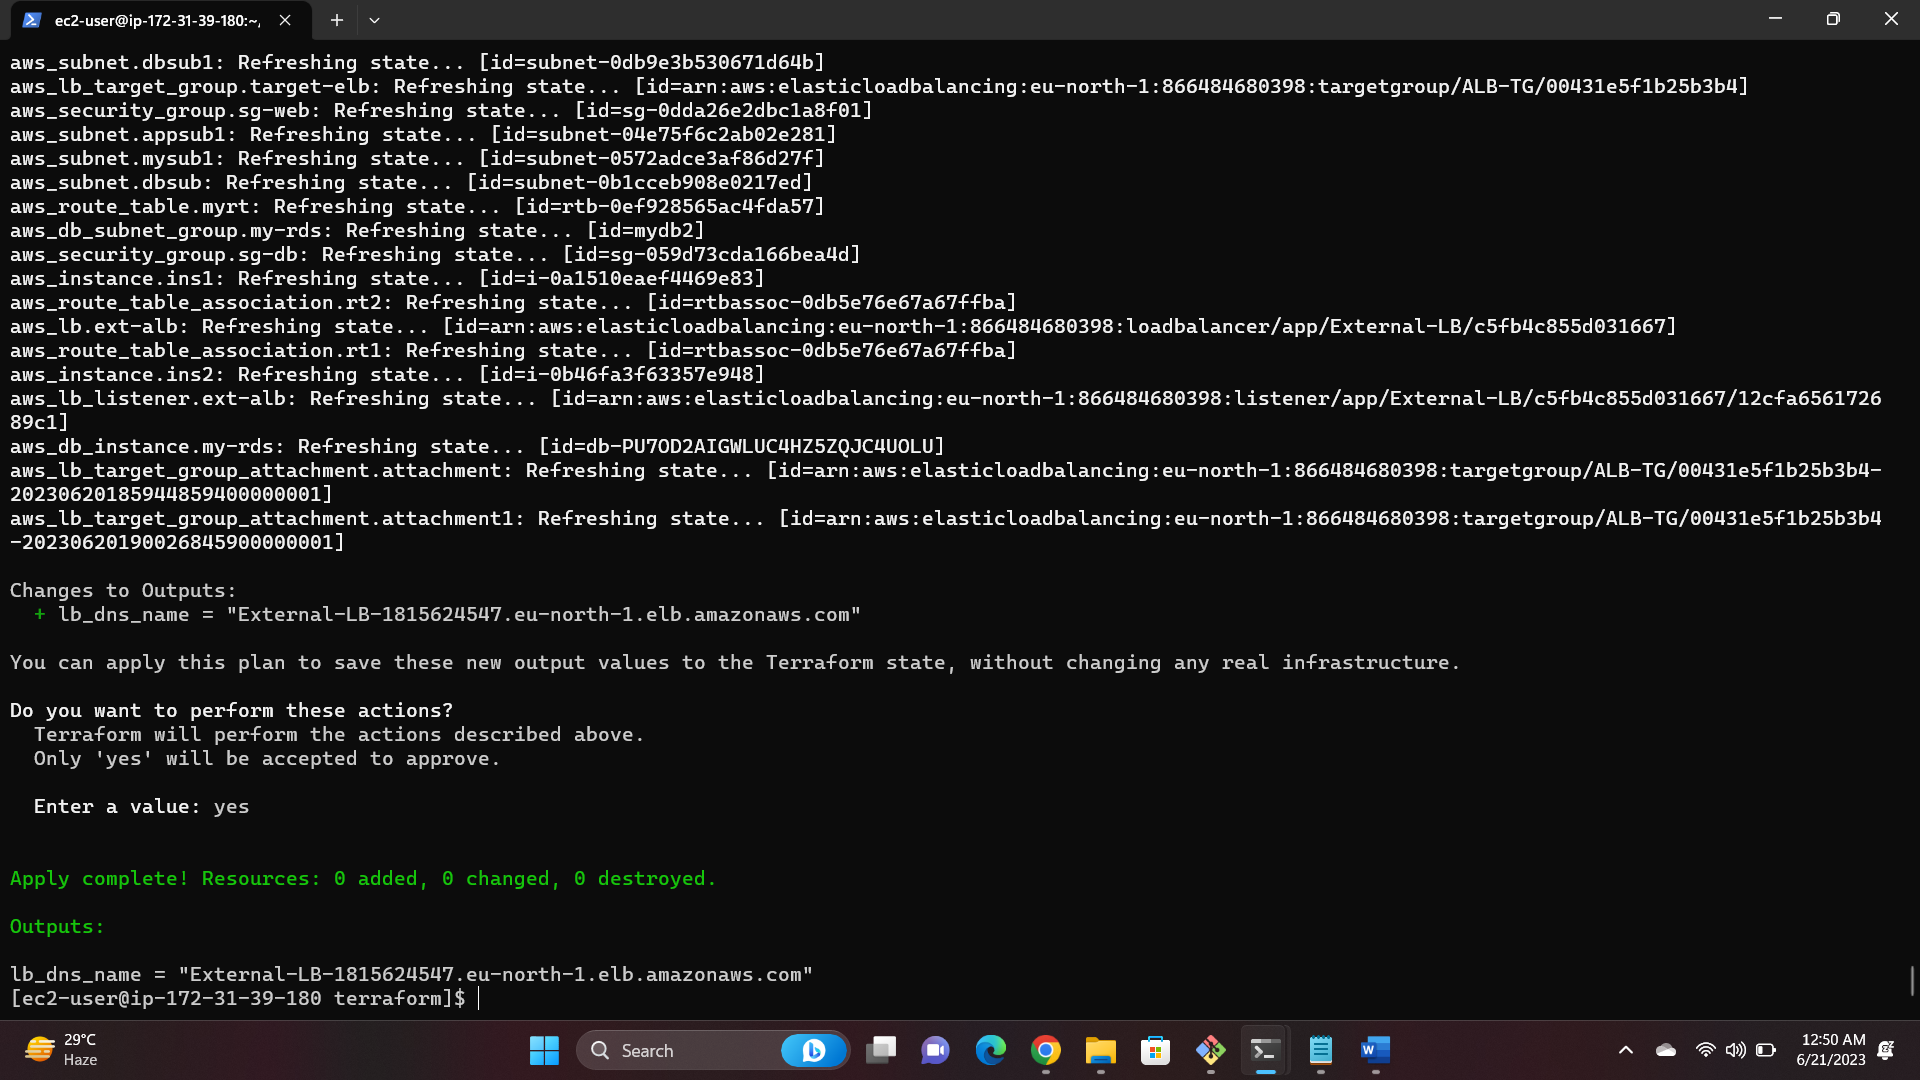 ec2-user@ip-172-31-39-180:~,
aws_subnet.dbsub1: Refreshing state... [id=subnet-0db9e3b530671d64b]
aws_lb_target_group.target-elb: Refreshing state... [id=arn:aws:elasticloadbalancing:eu-north-1:866484680398:targetgroup/ALB-TG/00431e5f1b25b3b4]
aws_security_group.sg-web: Refreshing state... [id=sg-0dda26e2dbc1a8f01]
aws_subnet.appsub1: Refreshing state... [id=subnet-04e75f6c2ab02e281]
aws_subnet.mysub1: Refreshing state... [id=subnet-0572adce3af86d27f]
aws_subnet.dbsub: Refreshing state... [id=subnet-0b1cceb908e0217ed]
aws_route_table.myrt: Refreshing state... [id=rtb-0ef928565ac4fda57]
aws_db_subnet_group.my-rds: Refreshing state... [id=mydb2]
aws_security_group.sg-db: Refreshing state... [id=sg-059d73cda166bea4d]
aws_instance.ins1: Refreshing state... [id=i-0a1510eaef4469e83]
aws_route_table_association.rt2: Refreshing state... [id=rtbassoc-0db5e76e67a67ffba]
aws_lb.ext-alb: Refreshing state... [id=arn:aws:elasticloadbalancing:eu-north-1:866484680398:loadbalancer/app/External-LB/c5fb4c855d031667]
aws_route_table_association.rt1: Refreshing state... [id=rtbassoc-0db5e76e67a67ffba]
aws_instance.ins2: Refreshing state... [id=i-0b46fa3f63357e948]
aws_lb_listener.ext-alb: Refreshing state... [id=arn:aws:elasticloadbalancing:eu-north-1:866484680398:listener/app/External-LB/c5fb4c855d031667/12cfa6561726
89c1]
aws_db_instance.my-rds: Refreshing state... [id=db-PU7OD2AIGWLUC4HZ5ZQJC4UOLU]
aws_lb_target_group_attachment.attachment: Refreshing state... [id=arn:aws:elasticloadbalancing:eu-north-1:866484680398:targetgroup/ALB-TG/00431e5f1b25b3b4-
20230620185944859400000001]
aws_lb_target_group_attachment.attachment1: Refreshing state... [id=arn:aws:elasticloadbalancing:eu-north-1:866484680398:targetgroup/ALB-TG/00431e5f1b25b3b4
-20230620190026845900000001]
Changes to Outputs:
+ lb_dns_name = "External-LB-1815624547.eu-north-1.elb.amazonaws.com"
You can apply this plan to save these new output values to the Terraform state, without changing any real infrastructure.
Do you want to perform these actions?
Terraform will perform the actions described above.
Only 'yes' will be accepted to approve.
Enter a value: yes
Apply complete! Resources: 0 added, 0 changed, 0 destroyed.
Outputs:
lb_dns_name = "External-LB-1815624547.eu-north-1.elb.amazonaws.com"
[ec2-user@ip-172-31-39-180 terraform]$
29°C
Haze
Search
12:50 AM
6/21/2023